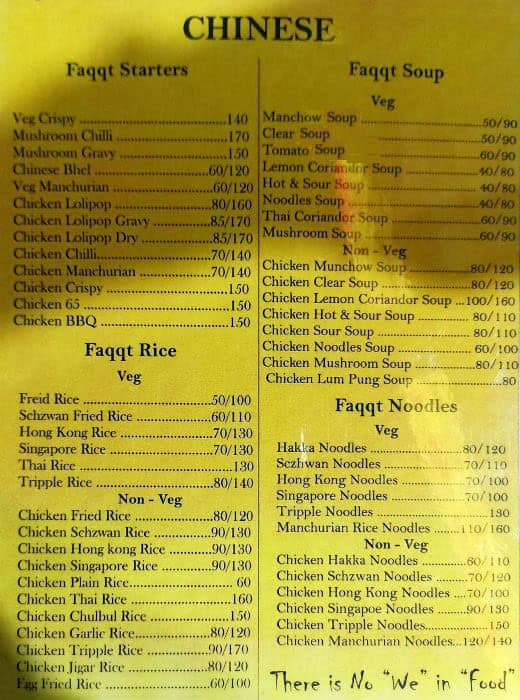 CHINESE
Faqqt Starters
Veg Crispy ....................................140
Mushroom Chilli ...........................170
Mushroom Gravy ..........................150
Chinese Bhel ...........................60/120
Veg Manchurian .......................60/120
Chicken Lolipop .......................80/160
Chicken Lolipop Gravy ..............85/170
Chicken Lolipop Dry .................85/170
Chicken Chilli...........................70/140
Chicken Manchurian .................70/140
Chicken Crispy ..............................150
Chicken 65 ....................................150
Chicken BBQ .................................150
Faqqt Rice
Veg
Freid Rice ................................50/100
Schzwan Fried Rice ...................60/110
Hong Kong Rice .......................70/130
Singapore Rice .........................70/130
Thai Rice ......................................130
Tripple Rice .............................80/140
Non - Veg
Chicken Fried Rice ...................80/120
Chicken Schzwan Rice ..............90/130
Chicken Hong kong Rice ...........90/130
Chicken Singapore Rice .............90/130
Chicken Plain Rice......................... 60
Chicken Thai Rice .........................160
Chicken Chulbul Rice ....................150
Chicken Garlic Rice...................80/120
Chicken Tripple Rice .................90/170
Chicken Jigar Rice ....................80/120
Egg Fried Rice ..........................60/100
Faqqt Soup
Veg
Manchow Soup ..........................50/90
Clear Soup ..........................50/90
Tomato Soup ..........................60/90
Lemon Coriander Soup ...............40/80
Hot & Sour Soup ....................... 40/80
Noodles Soup ............................40/80
Thai Coriandor Soup ..................60/90
Mushroom Soup ........................60/90
Non - Veg
Chicken Munchow Soup .............80/120
Chicken Clear Soup ...................80/120
Chicken Lemon Coriandor Soup ...100/160
Chicken Hot & Sour Soup .......... 80/110
Chicken Sour Soup ................... 80/110
Chicken Noodles Soup .............. 60/100
Chicken Mushroom Soup ...........80/110
Chicken Lum Pung Soup ..................80
Faqqt Noodles
Veg
Hakka Noodles ........................80/120
Sczhwan Noodles .....................70/110
Hong Kong Noodles ..................70/100
Singapore Noodles ....................70/100
Tripple Noodles ............................130
Manchurian Rice Noodles ........110/160
Non - Veg
Chicken Hakka Noodles ............60/110
Chicken Schzwan Noodles .........70/120
Chicken Hong Kong Noodles ....70/100
Chicken Singapoe Noodles .........90/130
Chicken Tripple Noodles................150
Chicken Manchurian Noodles...120/140
There is No "We" in "Food"